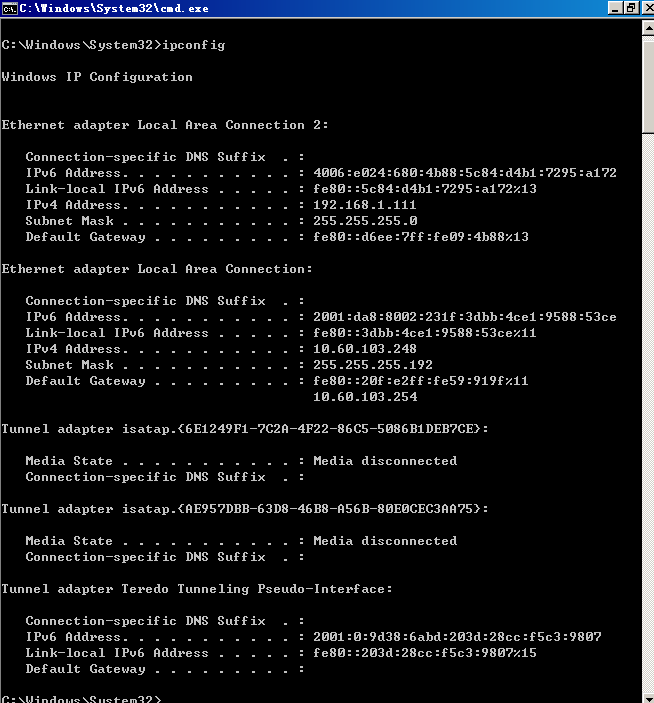 C:\Windows\System32\cmd.exe
C:\Windows\System32>ipconfig
Windows IP Configuration
Ethernet adapter Local Area Connection 2:
Connection-specific DNS Suffix . :
IPv6 Address. . . . . . . . . . . : 4006:e024:680:4b88:5c84:d4b1:7295:a172
Link-local IPv6 Address . . . . . : fe80::5c84:d4b1:7295:a172%13
IPv4 Address. . . . . . . . . . . : 192.168.1.111
Subnet Mask . . . . . . . . . . . : 255.255.255.0
Default Gateway . . . . . . . . . : fe80::d6ee:7ff:fe09:4b88%13
Ethernet adapter Local Area Connection:
Connection-specific DNS Suffix . :
IPv6 Address. . . . . . . . . . . : 2001:da8:8002:231f:3dbb:4ce1:9588:53ce
Link-local IPv6 Address . . . . . : fe80::3dbb:4ce1:9588:53ce%11
IPv4 Address. . . . . . . . . . . : 10.60.103.248
Subnet Mask . . . . . . . . . . . : 255.255.255.192
Default Gateway . . . . . . . . . : fe80::20f:e2ff:fe59:919f%11
10.60.103.254
Tunnel adapter isatap.{6E1249F1-7C2A-4F22-86C5-5086B1DEB7CE}:
Media State . . . . . . . . . . . : Media disconnected
Connection-specific DNS Suffix . :
Tunnel adapter isatap.{AE957DBB-63D8-46B8-A56B-80E0CEC3AA75}:
Media State . . . . . . . . . . . : Media disconnected
Connection-specific DNS Suffix . :
Tunnel adapter Teredo Tunneling Pseudo-Interface:
Connection-specific DNS Suffix . :
IPv6 Address. . . . . . . . . . . : 2001:0:9d38:6abd:203d:28cc:f5c3:9807
Link-local IPv6 Address . . . . . : fe80::203d:28cc:f5c3:9807%15
Default Gateway . . . . . . . . . :
C:\Windows\System32>